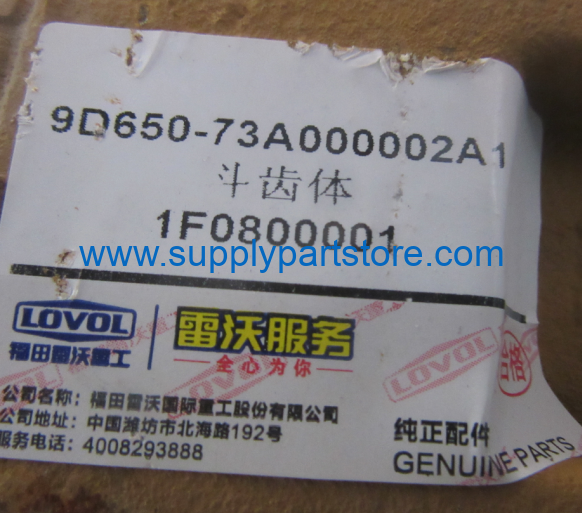 9D650-73A000002A1
斗齿体
1F0800001
www.supplypartstore.com
LOVOL
福田雷沃重工
雷沃服务
全心为你
LOVOL
公司名称：福田雷沃国际重工股份有限公司
公司地址：中国潍坊市北海路192号
服务电话：4008293888
纯正配件
GENUINE PARTS